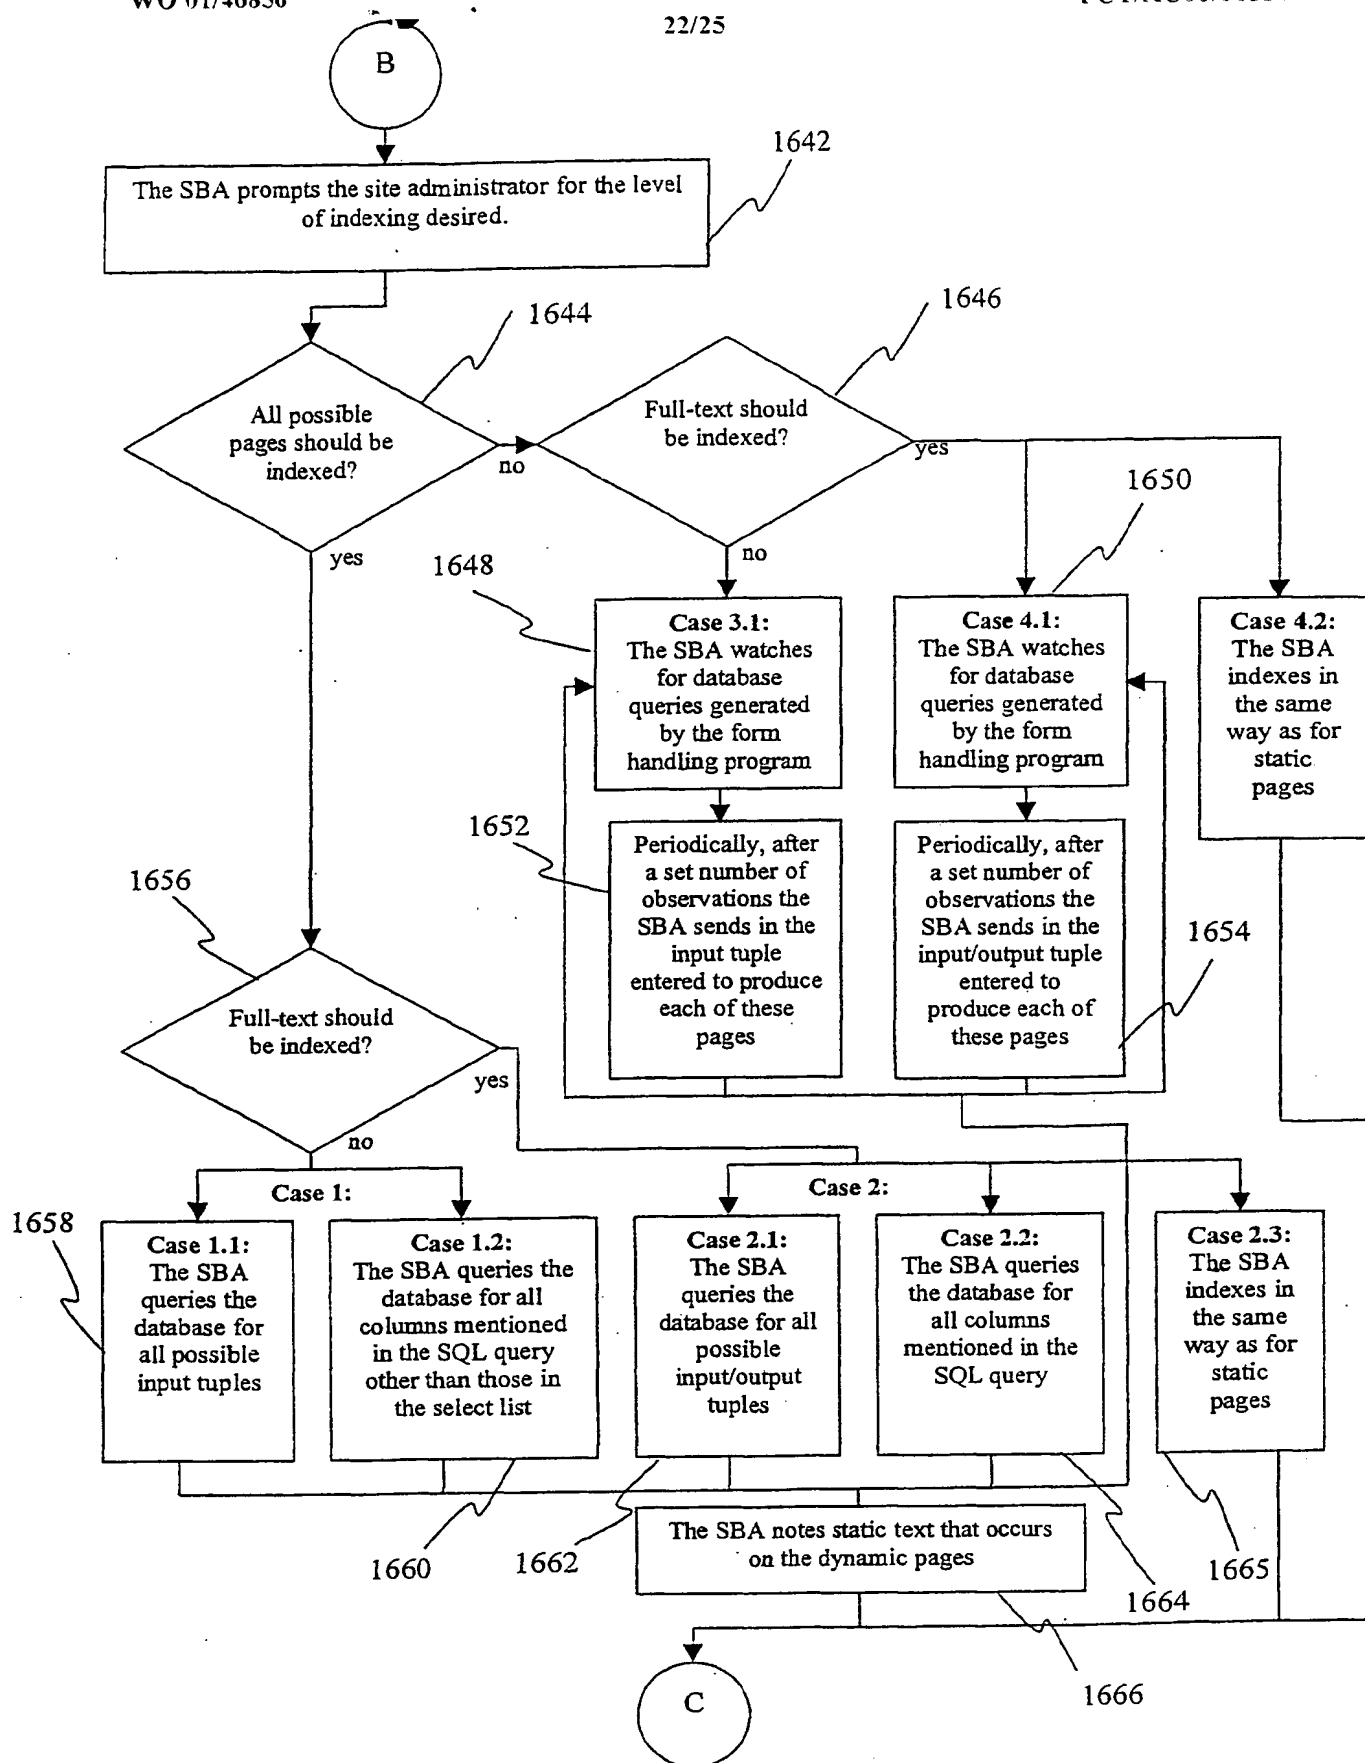 22/25
B
1642
The SBA prompts the site administrator for the level
of indexing desired.
1644
1646
All possible
pages should be
indexed?
no
yes
Full-text should
be indexed?
yes
no
1650
1648
Case 3.1:
The SBA watches
for database
queries generated
by the form
handling program
Case 4.1:
The SBA watches
for database
queries generated
by the form
handling program
Case 4.2:
The SBA
indexes in
the same
way as for
static
pages
1652
Periodically, after
a set number of
observations the
SBA sends in the
input tuple
entered to produce
each of these
pages
Periodically, after
a set number of
observations the
SBA sends in the
input/output tuple
entered to
produce each of
these pages
1654
1656
Full-text should
be indexed?
yes
no
Case 1:
Case 2:
1658
Case 1.1:
The SBA
queries the
database for
all possible
input tuples
Case 1.2:
The SBA queries the
database for all
columns mentioned
in the SQL query
other than those in
the select list
Case 2.1:
The SBA
queries the
database for all
possible
input/output
tuples
Case 2.2:
The SBA queries
the database for
all columns
mentioned in the
SQL query
Case 2.3:
The SBA
indexes in
the same
way as for
static
pages
The SBA notes static text that occurs
on the dynamic pages
1660
1662
1664
1665
C
1666